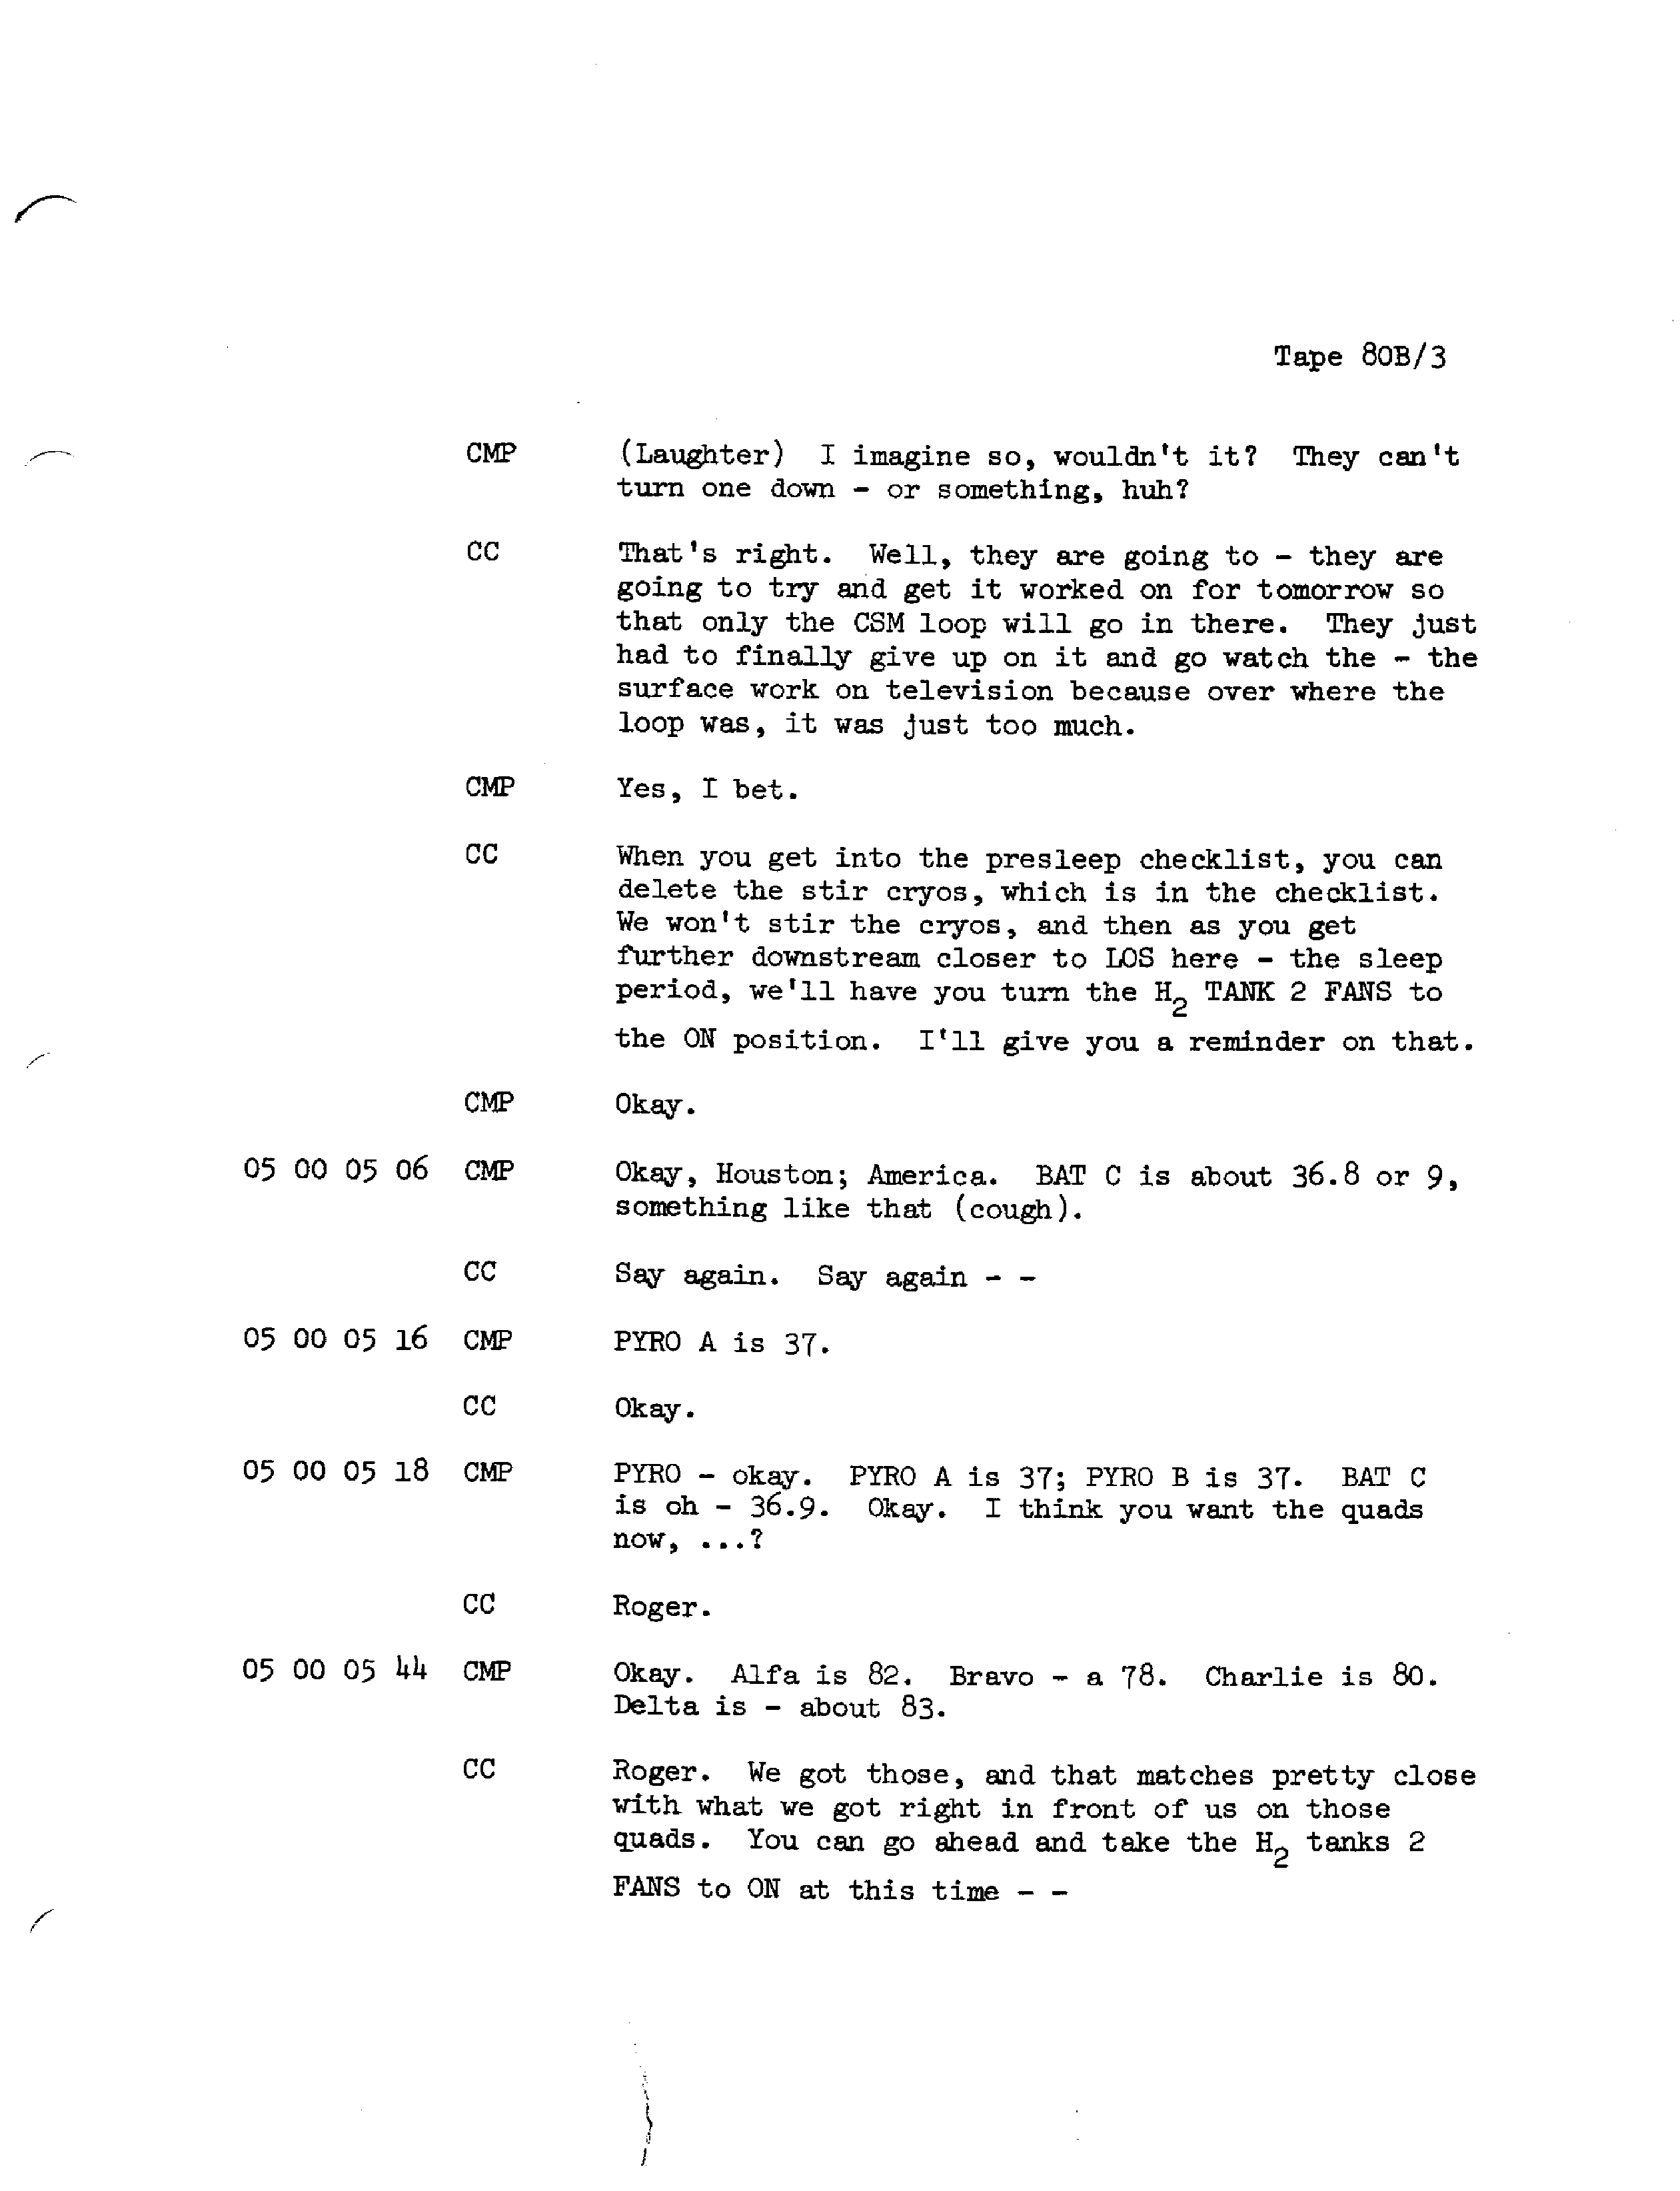 Tape 80B/3
CMP (Laughter) I imagine so, wouldn't it? They can't
turn one down - or something, huh?
CC That's right. Well, they are going to - they are
going to try and get it worked on for tomorrow so
that only the CSM loop will go in there. They just
had to finally give up on it and go watch the - the
surface work on television because over where the
loop was, it was just too much.
CMP Yes, I bet.
CC When you get into the presleep checklist, you can
delete the stir cryos, which is in the checklist.
We won't stir the cryos, and then as you get
further downstream closer to LOS here - the sleep
period, we'll have you turn the H2 TANK 2 FANS to
the ON position. I'll give you a reminder on that.
CMP Okay.
05 00 05 06 CMP Okay, Houston; America. BAT C is about 36.8 or 9,
something like that (cough).
CC Say again. Say again - -
05 00 05 16 CMP PYRO A is 37.
CC Okay.
05 00 05 18 CMP PYRO - okay. PYRO A is 37; PYRO B is 37. BAT C
is oh - 36.9. Okay. I think you want the quads
now, ...?
CC Roger.
05 00 05 44 CMP Okay. Alfa is 82. Bravo - a 78. Charlie is 80.
Delta is - about 83.
CC Roger. We got those, and that matches pretty close
with what we got right in front of us on those
quads. You can go ahead and take the H2 tanks 2
FANS to ON at this time - -